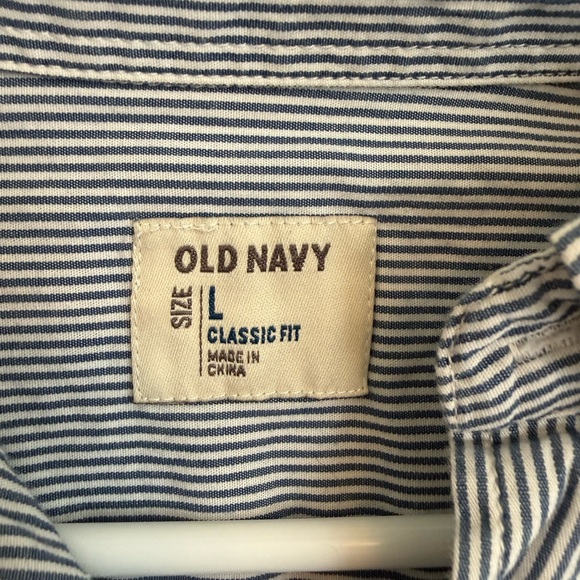 OLD NAVY
SIZE
L
CLASSIC FIT
MADE IN
CHINA